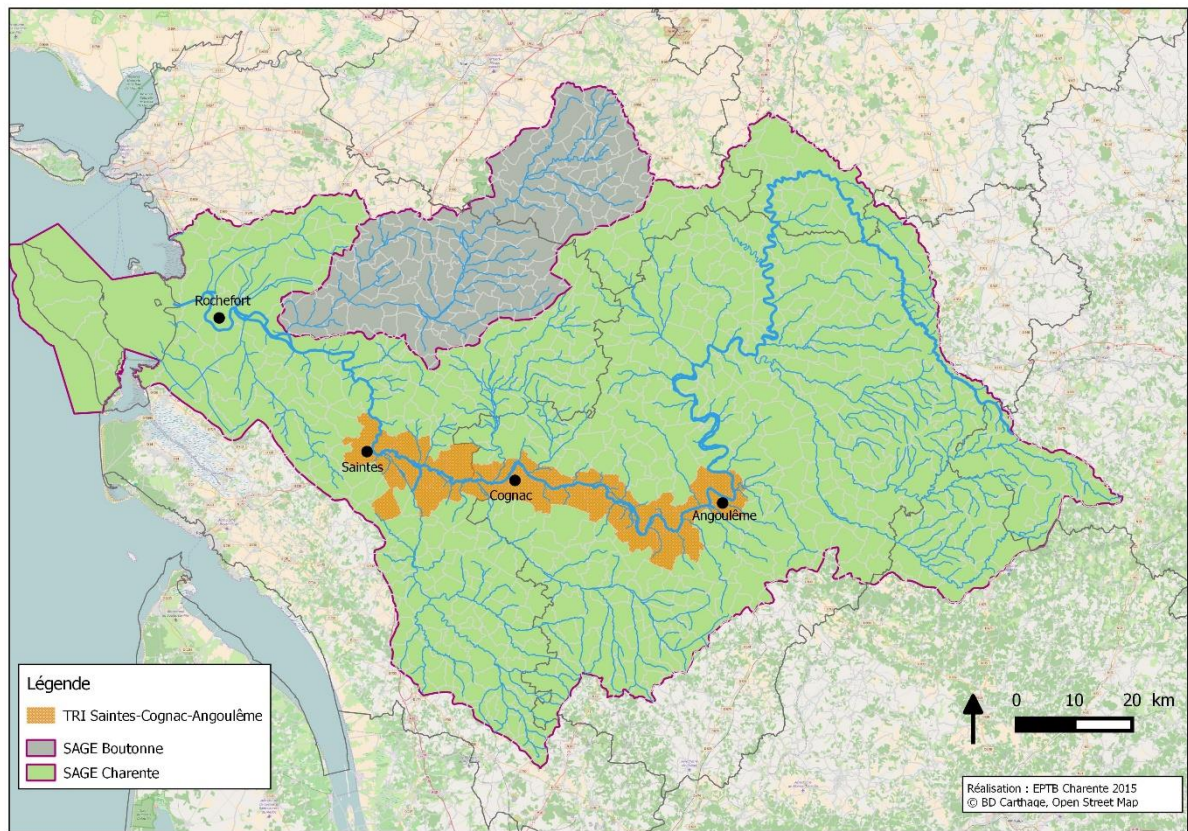 Rochefort
Saintes
Cognac
Angoulême
Légende
TRI Saintes-Cognac-Angoulême
SAGE Boutonne
SAGE Charente
0 10 20 km
Réalisation : EPTB Charente 2015
© BD Carthage, Open Street Map